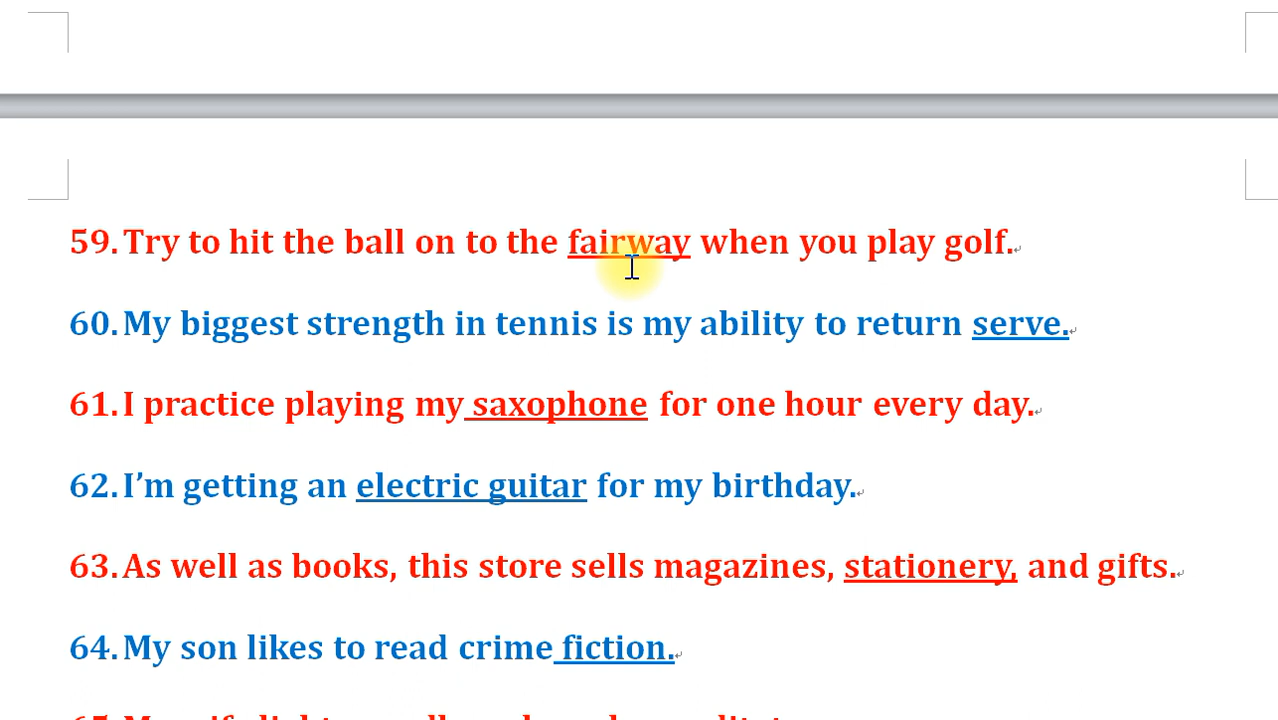 59. Try to hit the ball on to the fairway when you play golf.
60. My biggest strength in tennis is my ability to return serve.
61. I practice playing my saxophone for one hour every day.
62. I’m getting an electric guitar for my birthday.
63. As well as books, this store sells magazines, stationery, and gifts.
64. My son likes to read crime fiction.